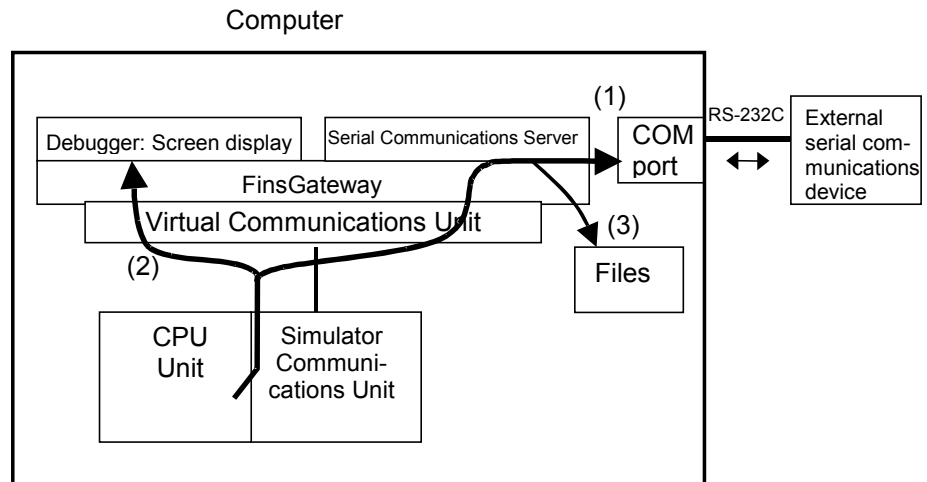 Computer
(1)
Debugger: Screen display
Serial Communications Server
COM
port
RS-232C
External
serial com-
munications
device
FinsGateway
Virtual Communications Unit
(2)
(3)
Files
CPU
Unit
Simulator
Communi-
cations Unit